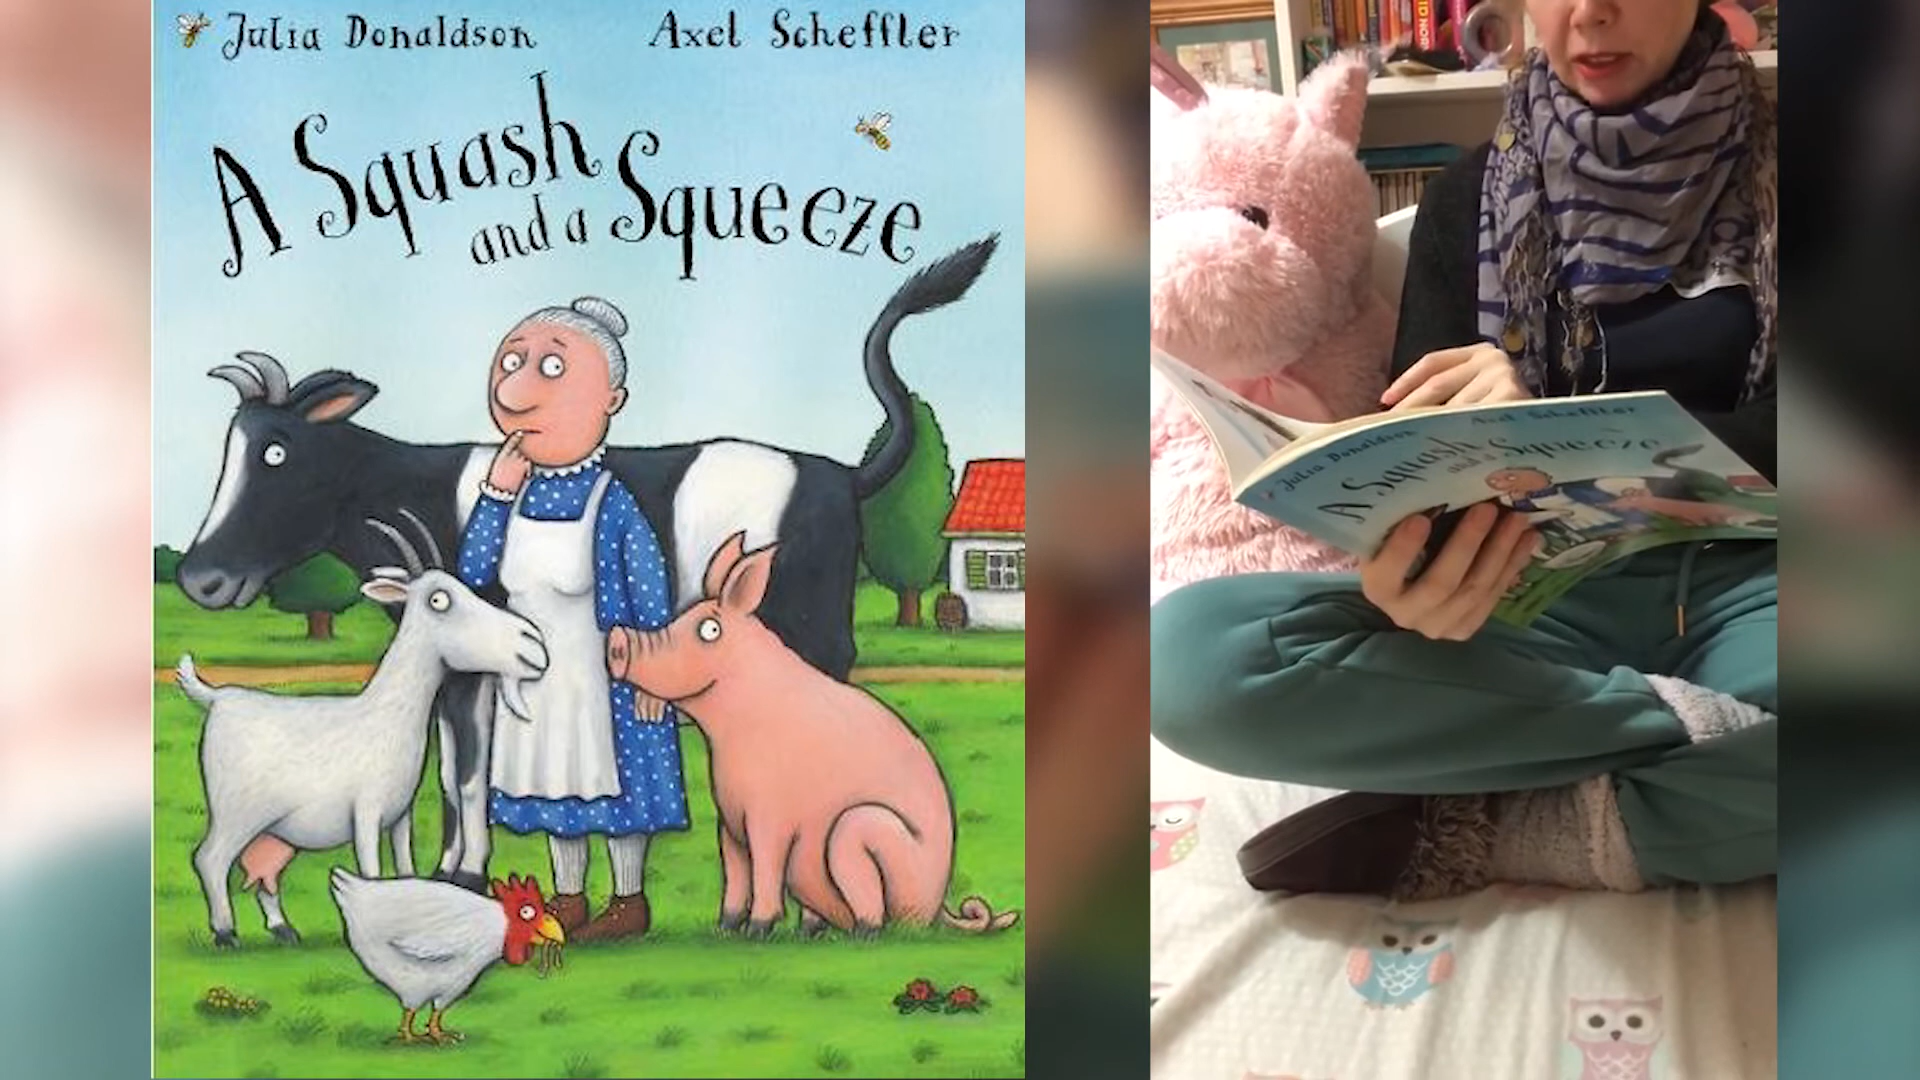 Julia Donaldson Axel Scheffler
A Squash
and a Squeeze
Julia Donaldson Axel Scheffler
A Squash
and a Squeeze